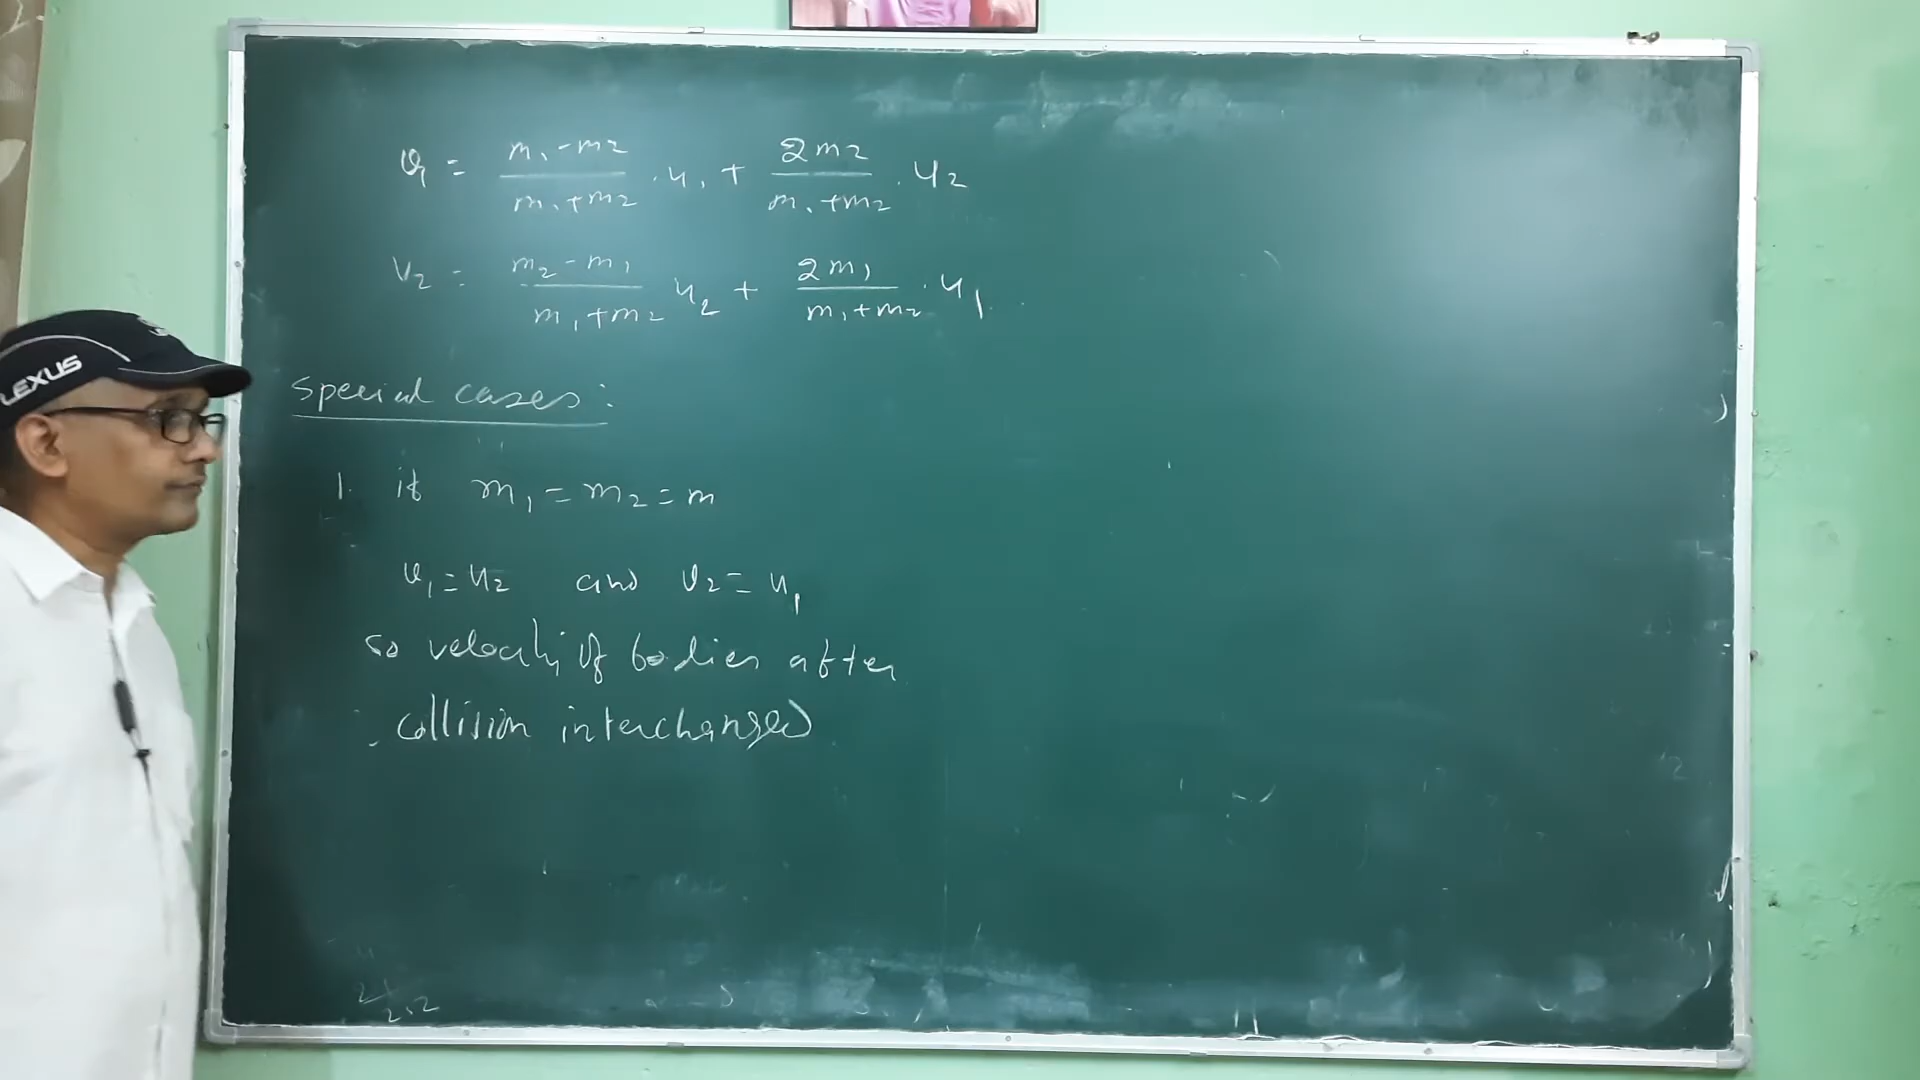 v₁ = (m₁-m₂)/(m₁+m₂) . u₁ + 2m₂/(m₁+m₂) . u₂
v₂ = (m₂-m₁)/(m₁+m₂) u₂ + 2m₁/(m₁+m₂) . u₁
special cases:
1. if m₁ = m₂ = m
v₁ = u₂ and v₂ = u₁
so velocity of bodies after
collision interchanged
LEXUS